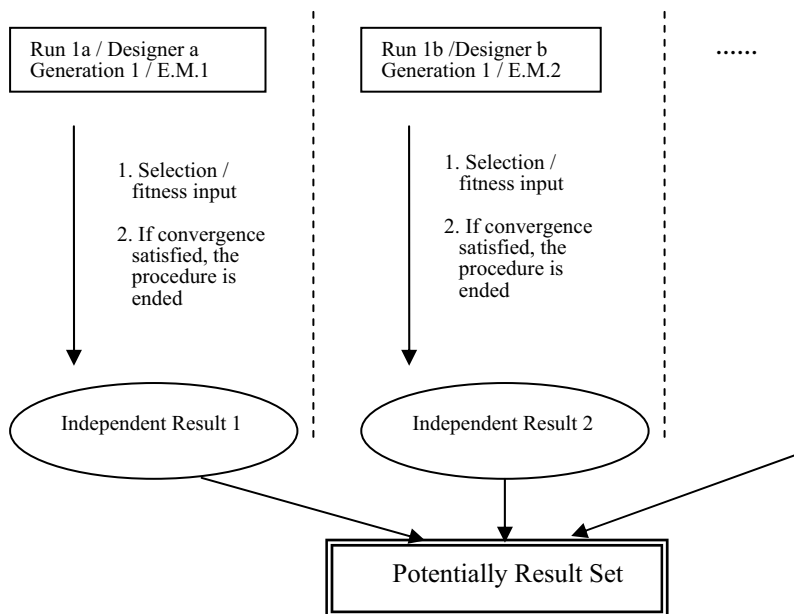 Run 1a / Designer a
Generation 1 / E.M.1
Run 1b /Designer b
Generation 1 / E.M.2
......
1. Selection /
fitness input
2. If convergence
satisfied, the
procedure is
ended
1. Selection /
fitness input
2. If convergence
satisfied, the
procedure is
ended
Independent Result 1
Independent Result 2
Potentially Result Set